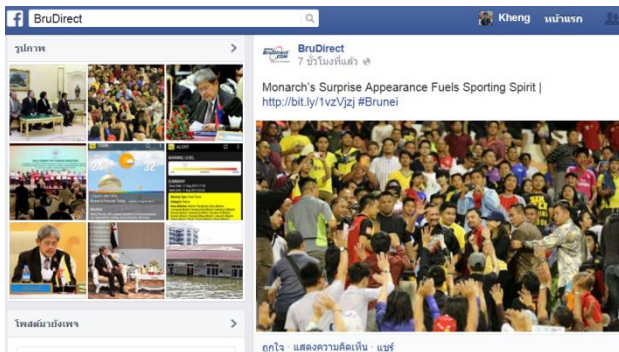 BruDirect
Kheng
หน้าแรก
รูปภาพ
BruDirect
7 ชั่วโมงที่แล้ว
Monarch's Surprise Appearance Fuels Sporting Spirit |
http://bit.ly/1vzVjzj #Brunei
โพสต์มายังเพจ
ถูกใจ · แสดงความคิดเห็น · แชร์